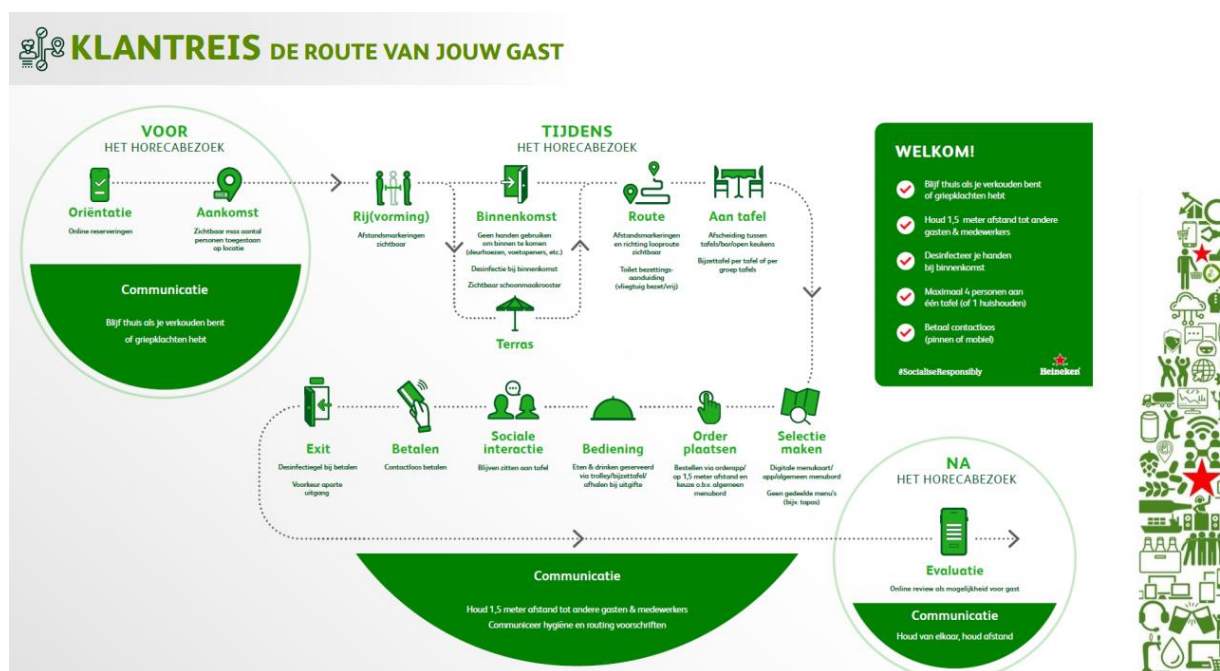 KLANTREIS DE ROUTE VAN JOUW GAST
VOOR
HET HORECABEZOEK
Oriëntatie
Online reserveringen
Aankomst
Zichtbaar max aantal
personen toegestaan
op locatie
Communicatie
Blijf thuis als je verkouden bent
of griepklachten hebt
TIJDENS
HET HORECABEZOEK
Rij(vorming)
Afstandsmarkeringen
zichtbaar
Binnenkomst
Geen handen gebruiken
om binnen te komen
(deurhoezen, voetopeners, etc.)
Desinfectie bij binnenkomst
Zichtbaar schoonmaakrooster
Terras
Route
Afstandsmarkeringen
en richting looproute
zichtbaar
Toilet bezettings-
aanduiding
(vliegtuig bezet/vrij)
Aan tafel
Afscheiding tussen
tafels/bar/open keukens
Bijzettafel per tafel of per
groep tafels
Selectie
maken
Digitale menukaart/
app/algemeen menubord
Geen gedeelde menu's
(bijv. tapas)
Order
plaatsen
Bestellen via orderapp/
op 1,5 meter afstand en
keuze o.b.v. algemeen
menubord
Bediening
Eten & drinken geserveerd
via trolley/bijzettafel/
afhalen bij uitgifte
Sociale
interactie
Blijven zitten aan tafel
Betalen
Contactloos betalen
Exit
Desinfectiegel bij betalen
Voorkeur aparte
uitgang
Communicatie
Houd 1,5 meter afstand tot andere gasten & medewerkers
Communiceer hygiëne en routing voorschriften
NA
HET HORECABEZOEK
Evaluatie
Online review als mogelijkheid voor gast
Communicatie
Houd van elkaar, houd afstand
WELKOM!
Blijf thuis als je verkouden bent
of griepklachten hebt
Houd 1,5 meter afstand tot andere
gasten & medewerkers
Desinfecteer je handen
bij binnenkomst
Maximaal 4 personen aan
één tafel (of 1 huishouden)
Betaal contactloos
(pinnen of mobiel)
#SocialiseResponsibly
Heineken